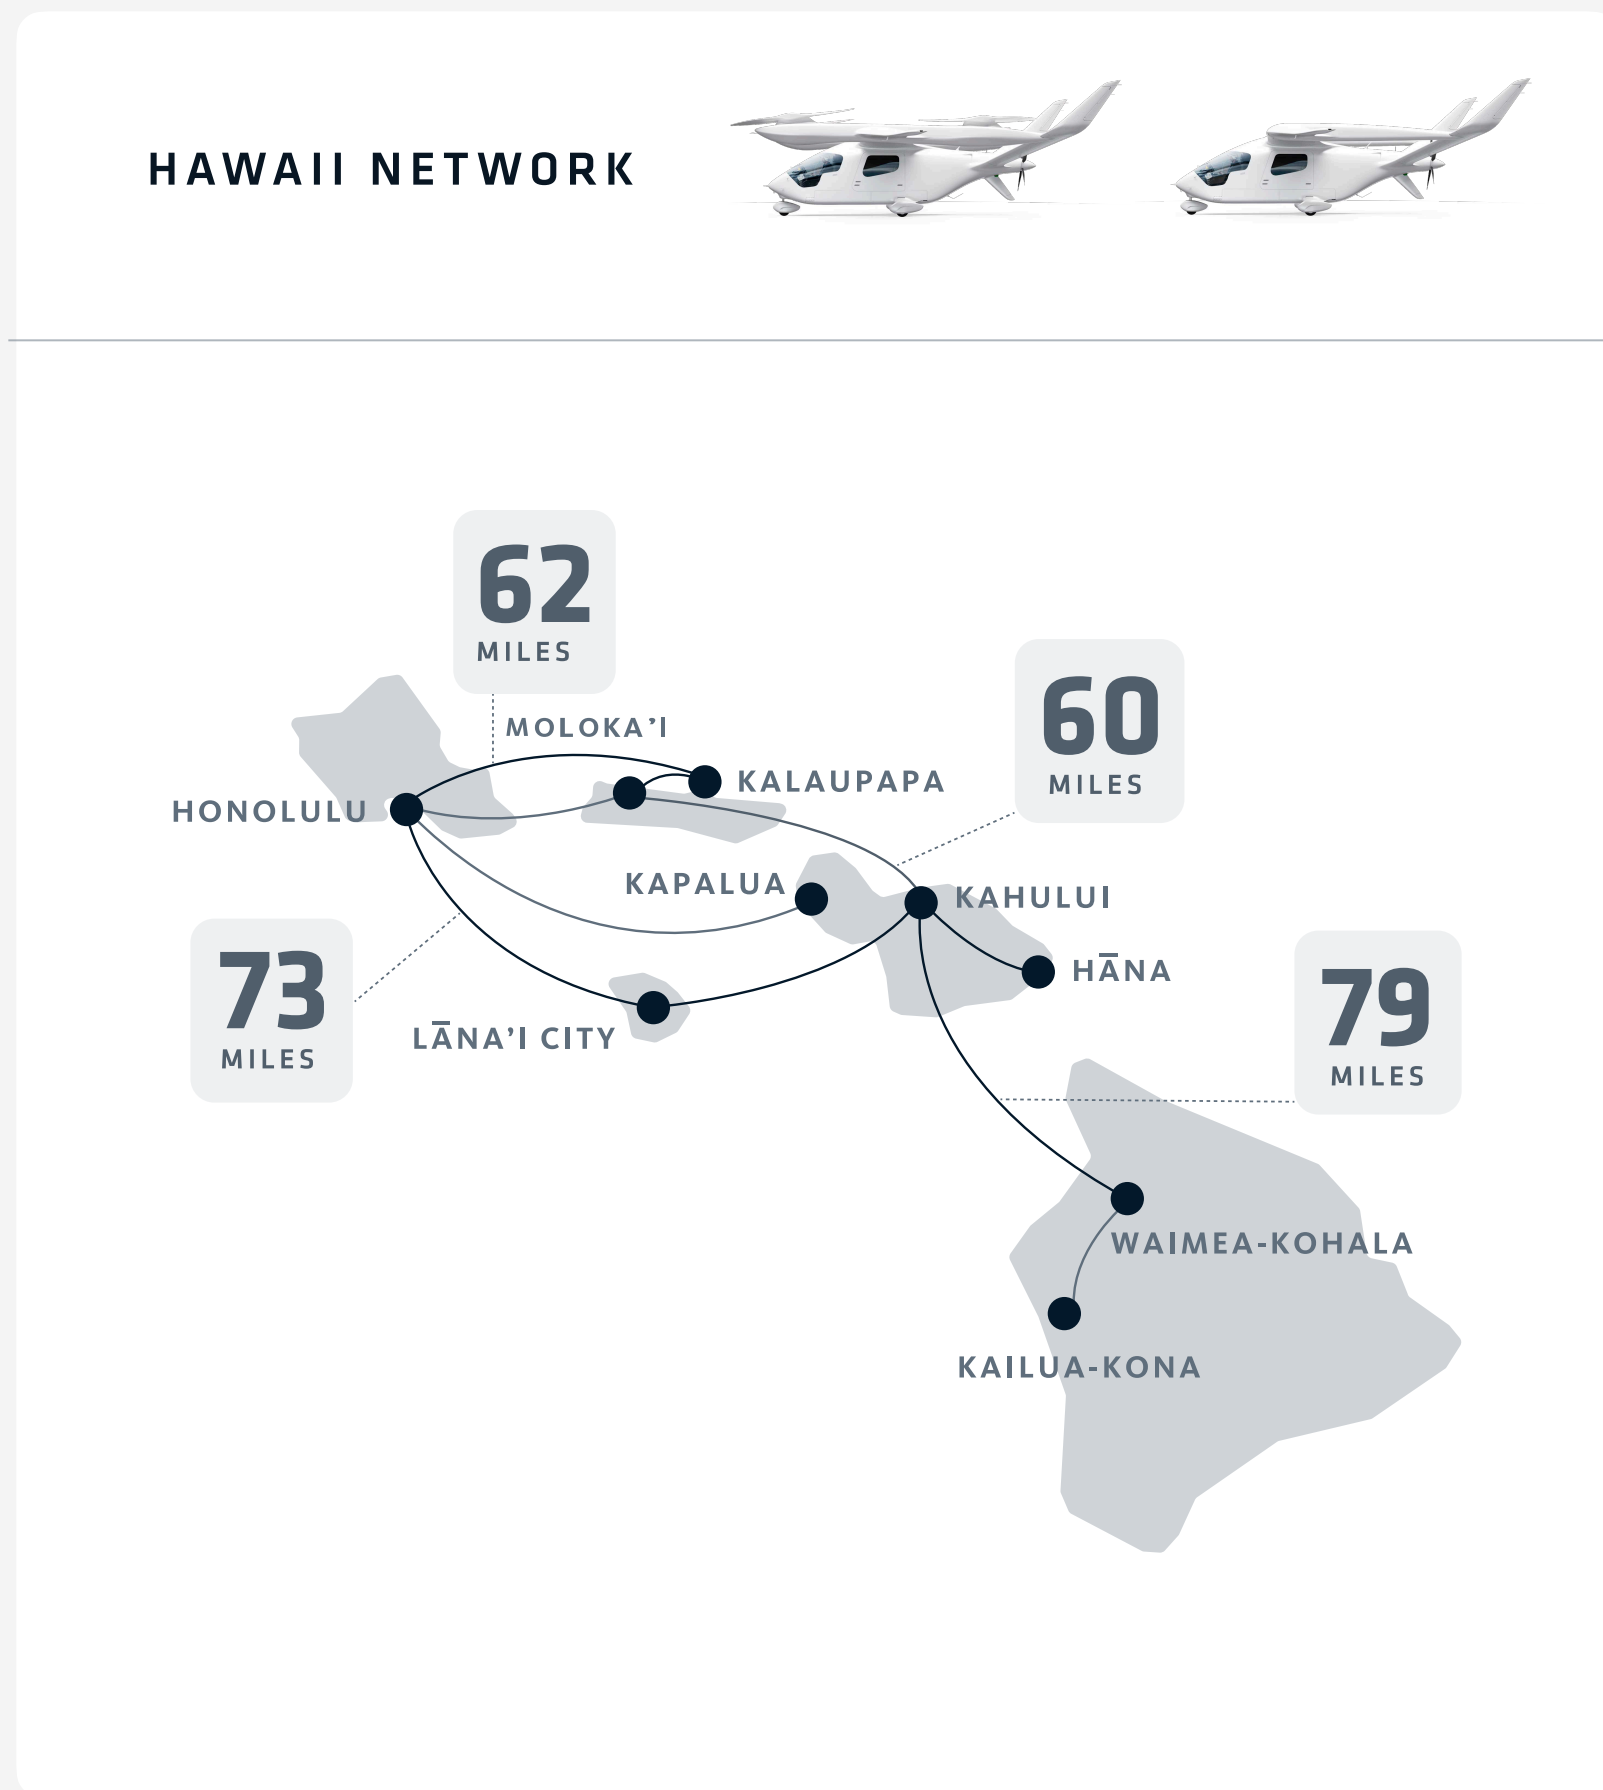 HAWAII NETWORK
62
MILES
MOLOKA’I
60
MILES
KALAUPAPA
HONOLULU
KAPALUA
KAHULUI
73
MILES
HĀNA
79
MILES
LĀNA’I CITY
WAIMEA-KOHALA
KAILUA-KONA